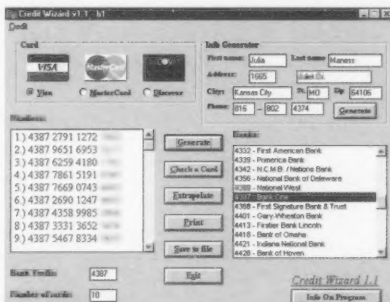 Credit Wizard v1.1 - b1
Card
VISA
MasterCard
Visa
MasterCard
Discover
Info Generator
First name: Julia
Last name Maness
Address: 1665
City: Kansas City
St. MO
Zip 64106
Phone: 816 - 802 4374
Generate
Numbers:
1) 4387 2791 1272
2) 4387 9651 6953
3) 4387 6259 4180
4) 4387 7861 5191
5) 4387 7669 0743
6) 4387 2690 1247
7) 4387 4358 9985
8) 4387 3331 3652
9) 4387 5467 8334
Generate
Check a Card
Extrapolate
Print
Save to file
Exit
Banks:
4332 - First American Bank
4339 - Primerica Bank
4342 - N.C.M.B. / Nations Bank
4356 - National Bank of Delaware
4368 - National West
4387 - Bank One
4388 - First Signature Bank & Trust
4401 - Gary-Wheaton Bank
4413 - Firstier Bank Lincoln
4418 - Bank of Omaha
4421 - Indiana National Bank
4428 - Bank of Hoven
Bank Prefix: 4387
Number of cards: 10
Credit Wizard 1.1
Info On Program